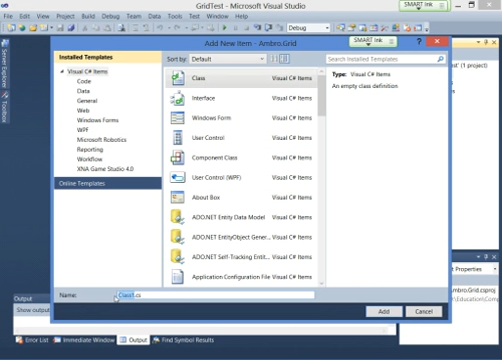 GridTest - Microsoft Visual Studio
SMART Ink
File Edit View Project Build Debug Team Data Tools Test Window Help
Debug
Add New Item - Ambro.Grid
SMART Ink
Server Explorer
Toolbox
Installed Templates
Visual C# Items
Code
Data
General
Web
Windows Forms
WPF
Microsoft Robotics
Reporting
Workflow
XNA Game Studio 4.0
Online Templates
Sort by: Default
Search Installed Templates
Class Visual C# Items
Interface Visual C# Items
Windows Form Visual C# Items
User Control Visual C# Items
Component Class Visual C# Items
User Control (WPF) Visual C# Items
About Box Visual C# Items
ADO.NET Entity Data Model Visual C# Items
ADO.NET EntityObject Gener... Visual C# Items
ADO.NET Self-Tracking Entit... Visual C# Items
Application Configuration File Visual C# Items
Type: Visual C# Items
An empty class definition
Name: Class1.cs
Add Cancel
Properties
Ambro.Grid.csproj
Output
Show output
Error List Immediate Window Output Find Symbol Results